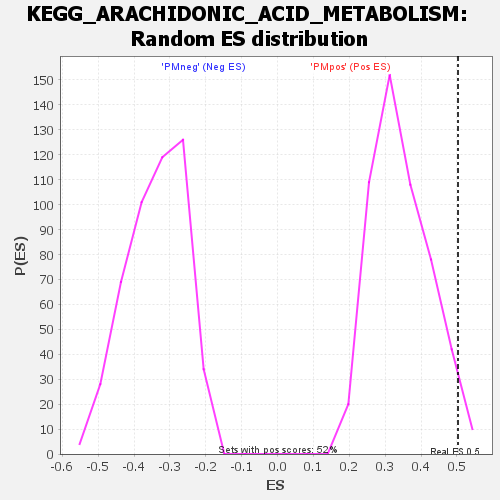 KEGG_ARACHIDONIC_ACID_METABOLISM:
Random ES distribution
'PMneg' (Neg ES)
'PMpos' (Pos ES)
150
140
130
120
110
100
90
80
70
60
50
40
30
20
10
0
P(ES)
Sets with pos scores: 52%
Real ES 0.5
-0.6 -0.5 -0.4 -0.3 -0.2 -0.1 0.0 0.1 0.2 0.3 0.4 0.5
ES